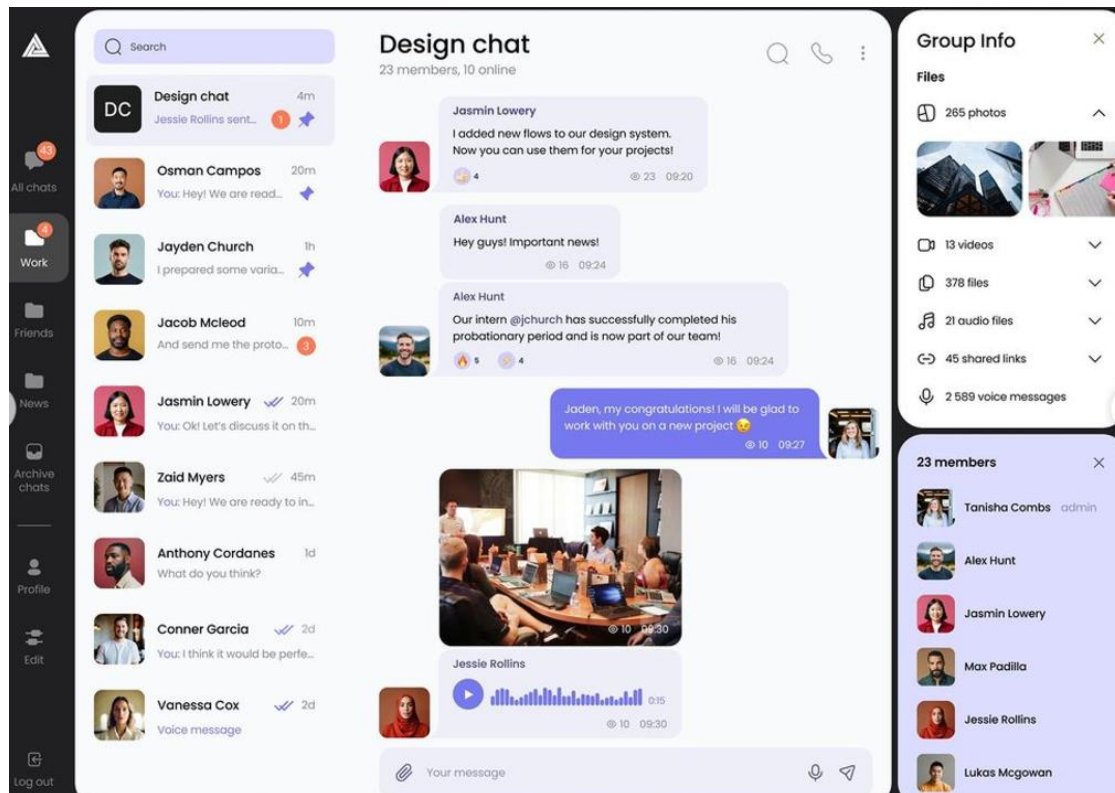 43
All chats
4
Work
Friends
News
Archive
chats
Profile
Edit
Log out
Search
DC
Design chat 4m
Jessie Rollins sent... 1
Osman Campos 20m
You: Hey! We are read...
Jayden Church 1h
I prepared some varia...
Jacob Mcleod 10m
And send me the proto... 3
Jasmin Lowery 20m
You: Ok! Let's discuss it on th...
Zaid Myers 45m
You: Hey! We are ready to in...
Anthony Cordanes 1d
What do you think?
Conner Garcia 2d
You: I think it would be perfe...
Vanessa Cox 2d
Voice message
Design chat
23 members, 10 online
Jasmin Lowery
I added new flows to our design system.
Now you can use them for your projects!
4 23 09:20
Alex Hunt
Hey guys! Important news!
16 09:24
Alex Hunt
Our intern @jchurch has successfully completed his
probationary period and is now part of our team!
5 4 16 09:24
Jaden, my congratulations! I will be glad to
work with you on a new project 😉
10 09:27
10 09:30
Jessie Rollins
0:15
10 09:30
Your message
Group Info
Files
265 photos
13 videos
378 files
21 audio files
45 shared links
2 589 voice messages
23 members
Tanisha Combs admin
Alex Hunt
Jasmin Lowery
Max Padilla
Jessie Rollins
Lukas Mcgowan